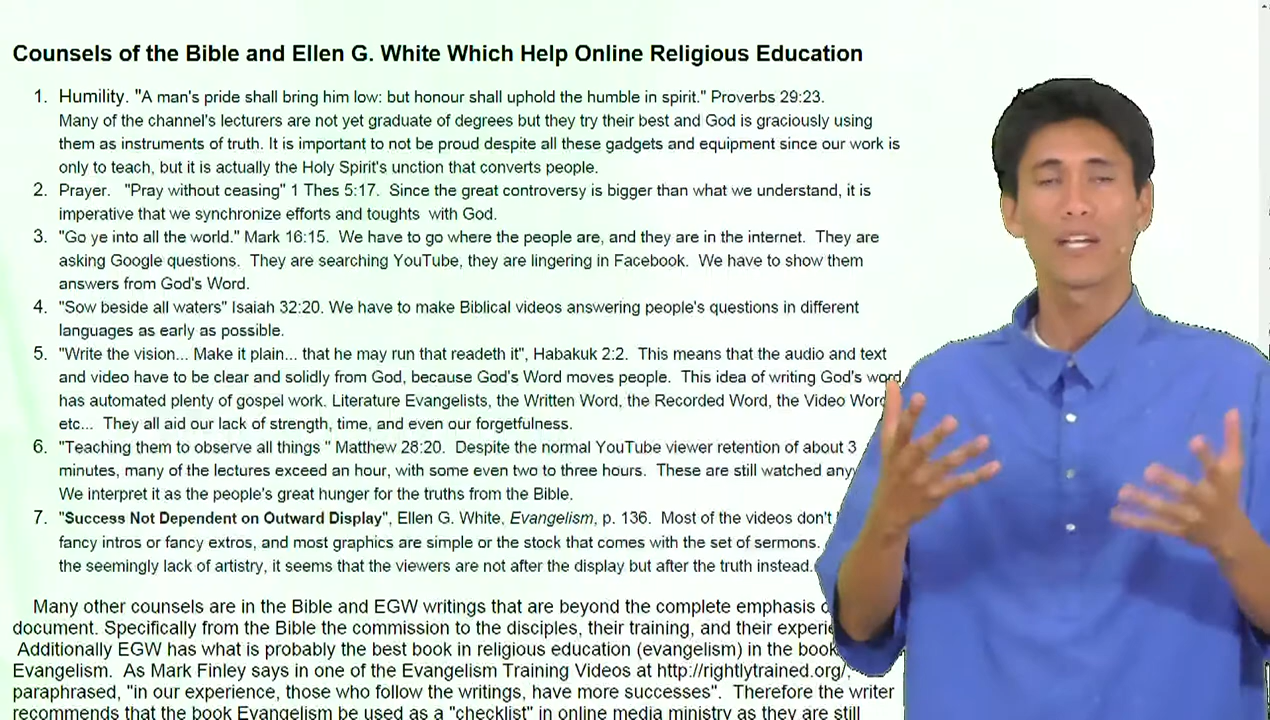 Counsels of the Bible and Ellen G. White Which Help Online Religious Education
1. Humility. "A man's pride shall bring him low: but honour shall uphold the humble in spirit." Proverbs 29:23.
Many of the channel's lecturers are not yet graduate of degrees but they try their best and God is graciously using
them as instruments of truth. It is important to not be proud despite all these gadgets and equipment since our work is
only to teach, but it is actually the Holy Spirit's unction that converts people.
2. Prayer. "Pray without ceasing" 1 Thes 5:17. Since the great controversy is bigger than what we understand, it is
imperative that we synchronize efforts and toughts with God.
3. "Go ye into all the world." Mark 16:15. We have to go where the people are, and they are in the internet. They are
asking Google questions. They are searching YouTube, they are lingering in Facebook. We have to show them
answers from God's Word.
4. "Sow beside all waters" Isaiah 32:20. We have to make Biblical videos answering people's questions in different
languages as early as possible.
5. "Write the vision... Make it plain... that he may run that readeth it", Habakuk 2:2. This means that the audio and text
and video have to be clear and solidly from God, because God's Word moves people. This idea of writing God's word
has automated plenty of gospel work. Literature Evangelists, the Written Word, the Recorded Word, the Video Word
etc... They all aid our lack of strength, time, and even our forgetfulness.
6. "Teaching them to observe all things " Matthew 28:20. Despite the normal YouTube viewer retention of about 3
minutes, many of the lectures exceed an hour, with some even two to three hours. These are still watched
We interpret it as the people's great hunger for the truths from the Bible.
7. "Success Not Dependent on Outward Display", Ellen G. White, Evangelism, p. 136. Most of the videos don't
fancy intros or fancy extros, and most graphics are simple or the stock that comes with the set of sermons.
the seemingly lack of artistry, it seems that the viewers are not after the display but after the truth instead.
Many other counsels are in the Bible and EGW writings that are beyond the complete emphasis
document. Specifically from the Bible the commission to the disciples, their training, and their
Additionally EGW has what is probably the best book in religious education (evangelism) in the book
Evangelism. As Mark Finley says in one of the Evangelism Training Videos at http://rightlytrained.org/,
paraphrased, "in our experience, those who follow the writings, have more successes". Therefore the writer
recommends that the book Evangelism be used as a "checklist" in online media ministry as they are still